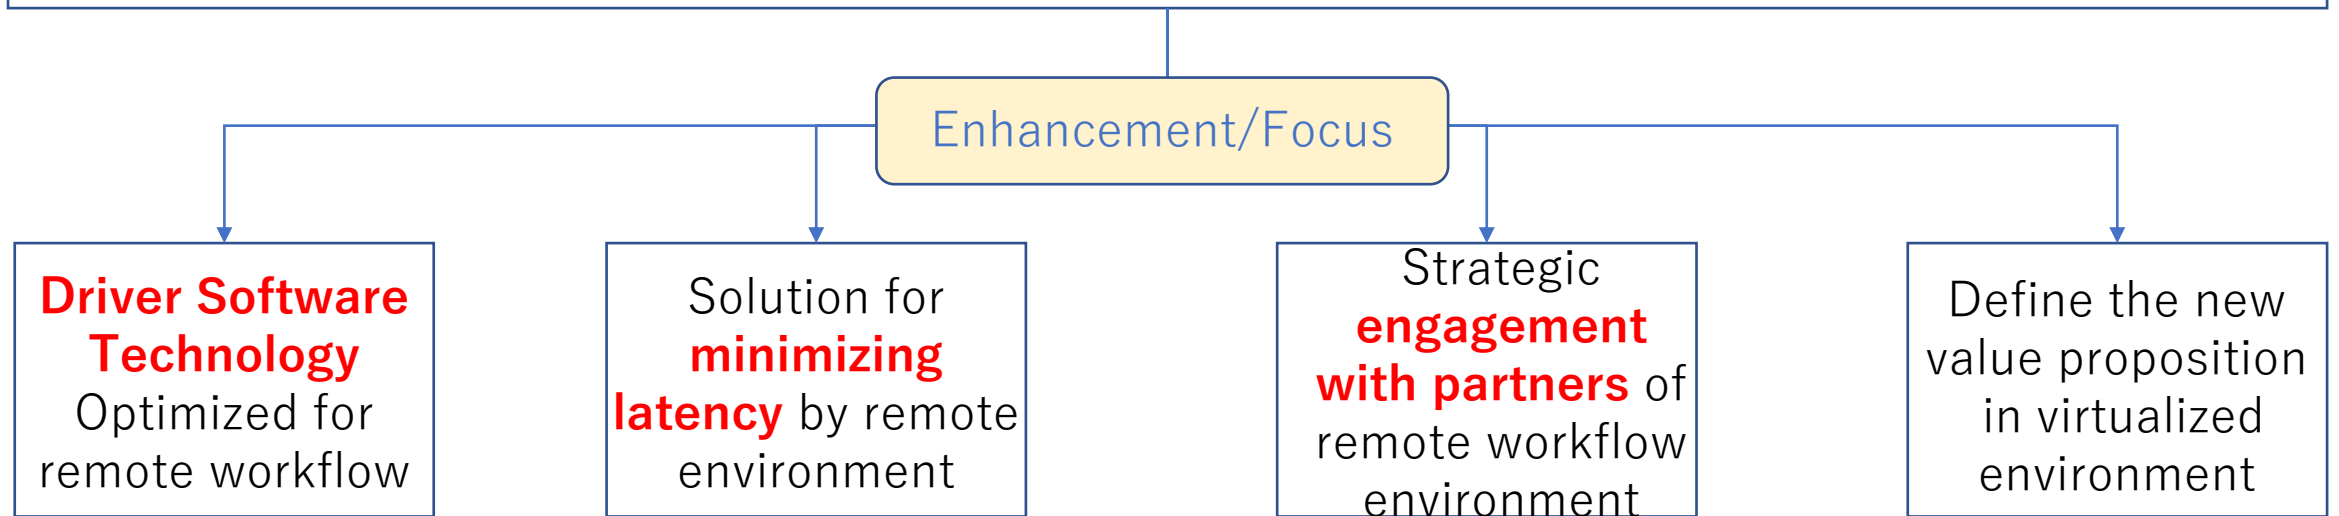 Enhancement/Focus
Driver Software
Technology
Optimized for
remote workflow
Solution for
minimizing
latency by remote
environment
Strategic
engagement
with partners of
remote workflow
environment
Define the new
value proposition
in virtualized
environment